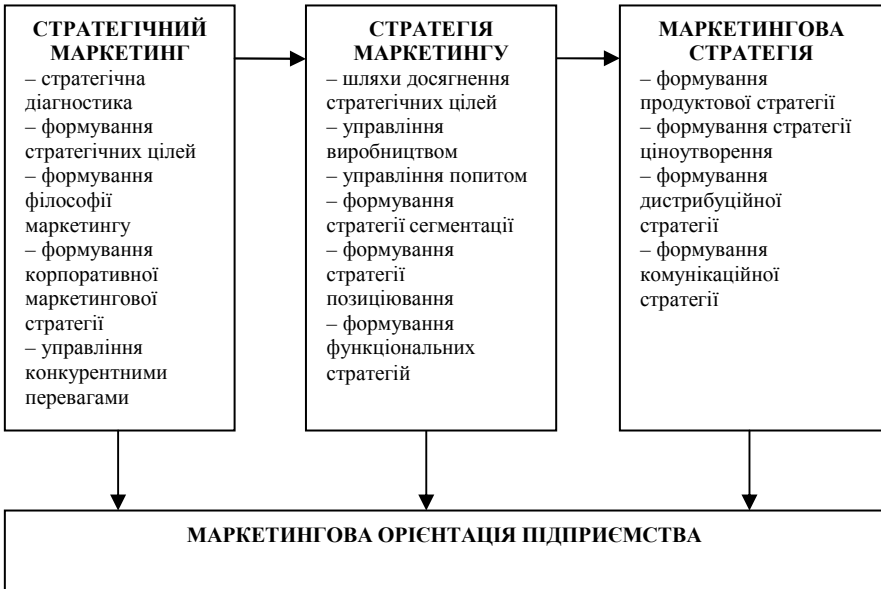 СТРАТЕГІЧНИЙ
МАРКЕТИНГ
– стратегічна
діагностика
– формування
стратегічних цілей
– формування
філософії
маркетингу
– формування
корпоративної
маркетингової
стратегії
– управління
конкурентними
перевагами
СТРАТЕГІЯ
МАРКЕТИНГУ
– шляхи досягнення
стратегічних цілей
– управління
виробництвом
– управління попитом
– формування
стратегії сегментації
– формування
стратегії
позиціювання
– формування
функціональних
стратегій
МАРКЕТИНГОВА
СТРАТЕГІЯ
– формування
продуктової стратегії
– формування стратегії
ціноутворення
– формування
дистрибуційної
стратегії
– формування
комунікаційної
стратегії
МАРКЕТИНГОВА ОРІЄНТАЦІЯ ПІДПРИЄМСТВА